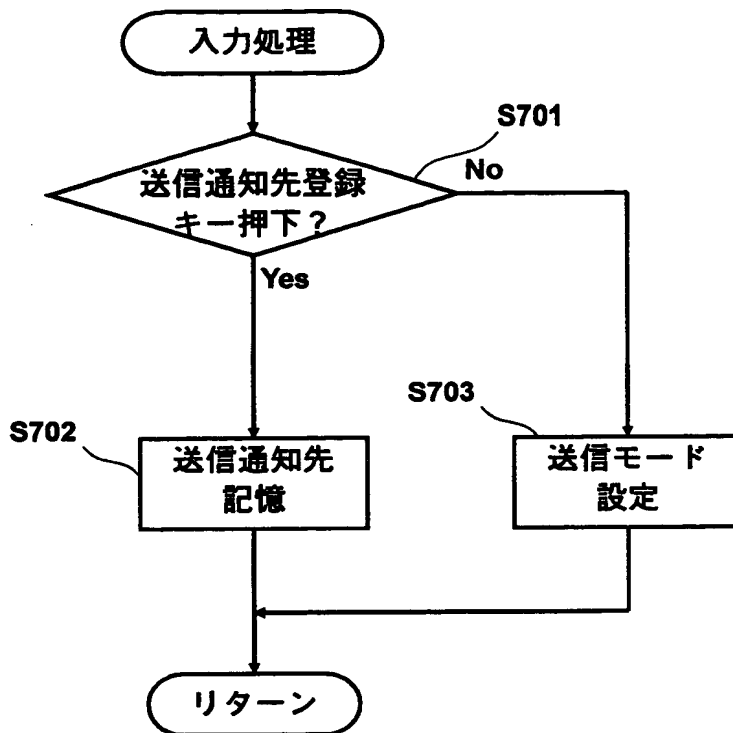 入力処理
S701
送信通知先登録
キー押下？
No
Yes
S702
送信通知先
記憶
S703
送信モード
設定
リターン